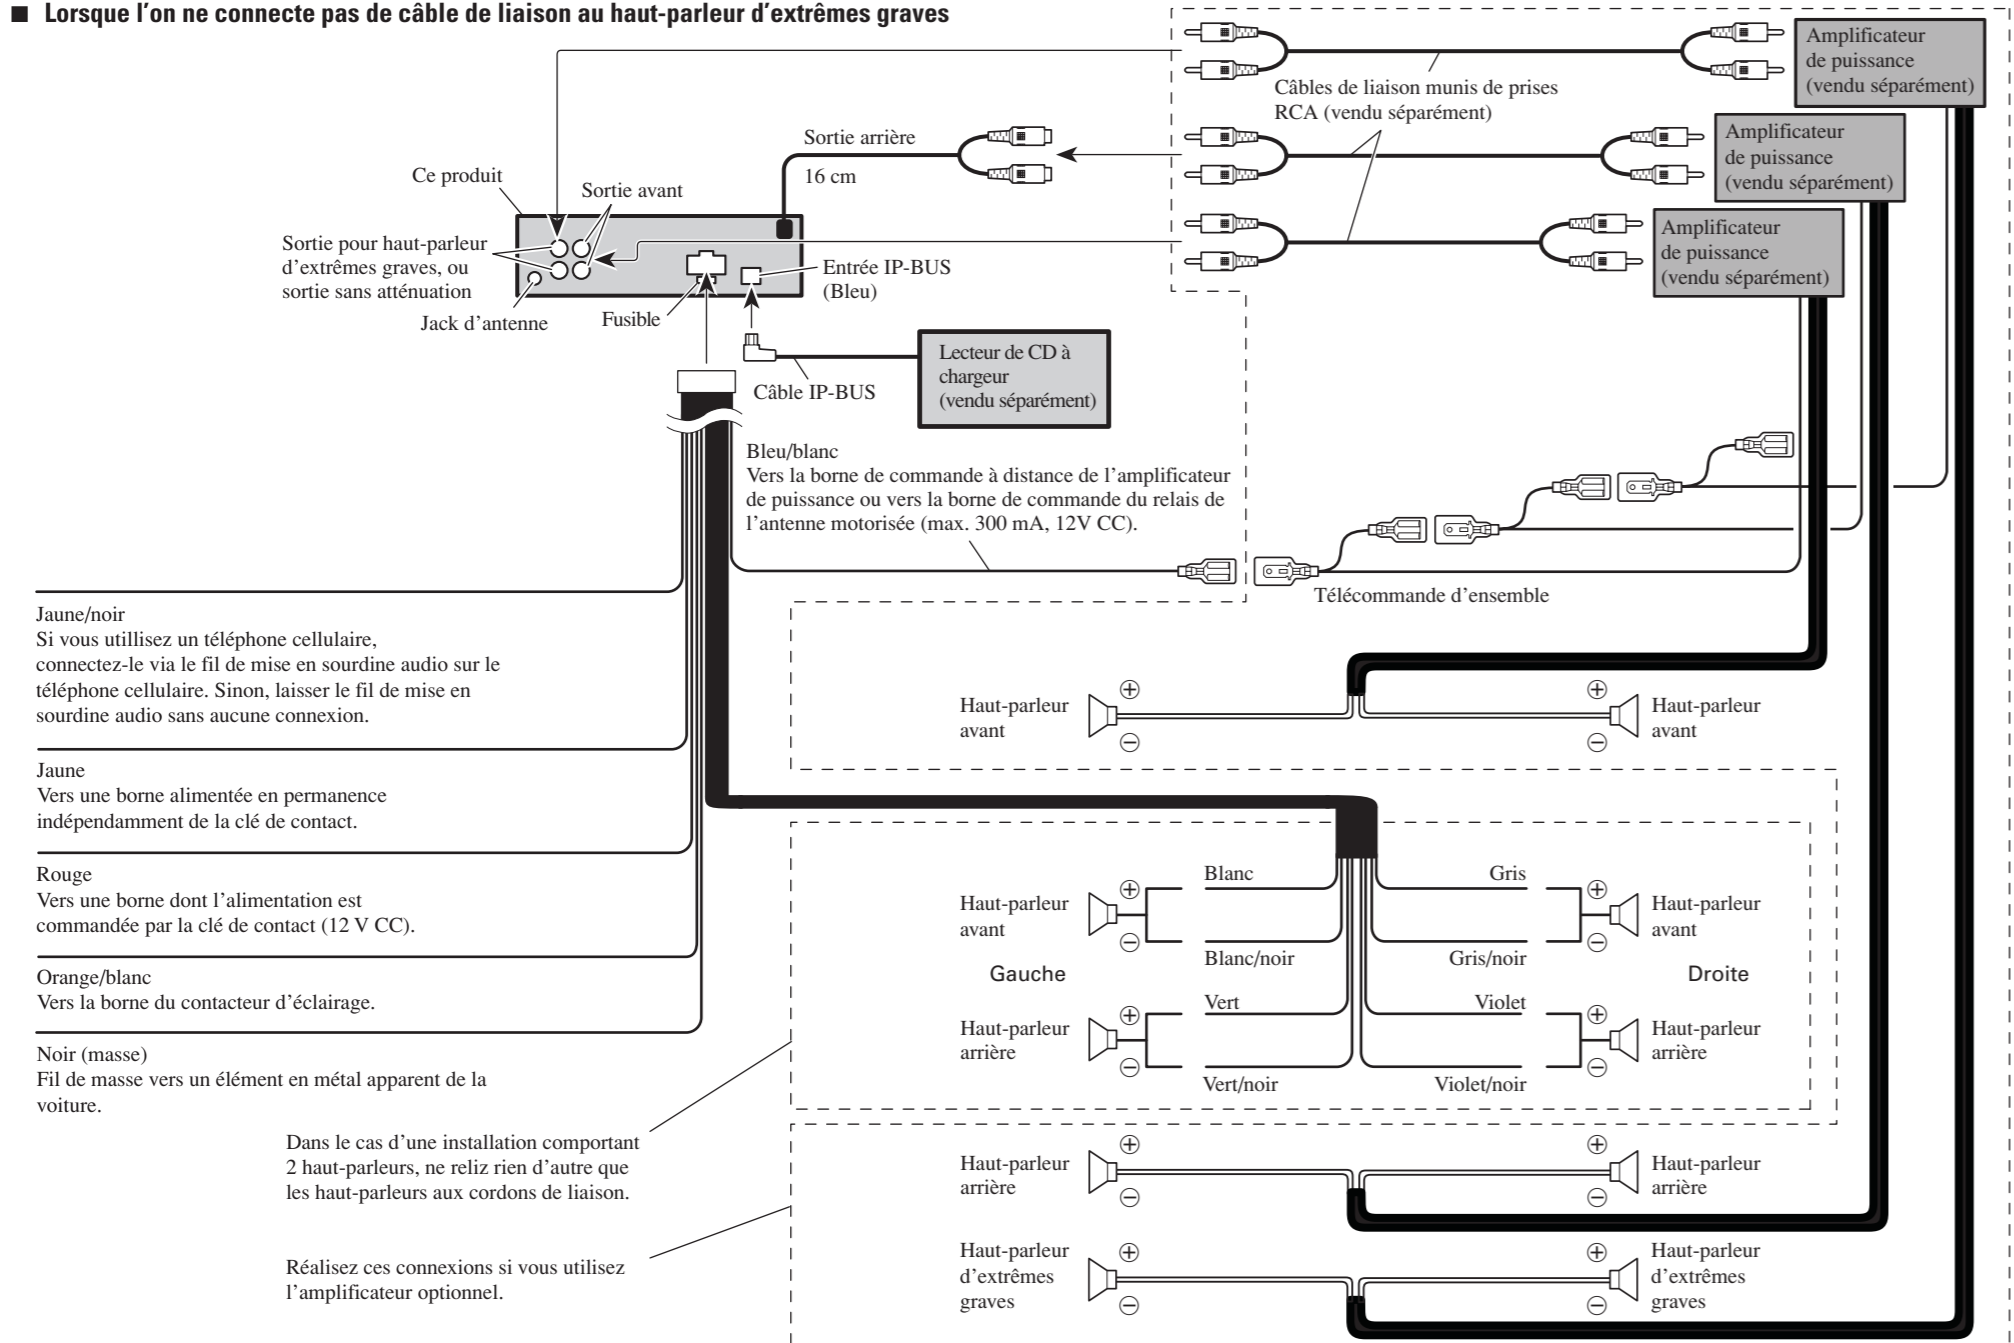 ■ Lorsque l'on ne connecte pas de câble de liaison au haut-parleur d'extrêmes graves
Amplificateur
de puissance
(vendu séparément)
Câbles de liaison munis de prises
RCA (vendu séparément)
Amplificateur
de puissance
(vendu séparément)
Sortie arrière
16 cm
Ce produit
Sortie avant
Amplificateur
de puissance
(vendu séparément)
Sortie pour haut-parleur
d'extrêmes graves, ou
sortie sans atténuation
Entrée IP-BUS
(Bleu)
Jack d'antenne
Fusible
Lecteur de CD à
chargeur
(vendu séparément)
Câble IP-BUS
Bleu/blanc
Vers la borne de commande à distance de l'amplificateur
de puissance ou vers la borne de commande du relais de
l'antenne motorisée (max. 300 mA, 12V CC).
Télécommande d'ensemble
Jaune/noir
Si vous utillisez un téléphone cellulaire,
connectez-le via le fil de mise en sourdine audio sur le
téléphone cellulaire. Sinon, laisser le fil de mise en
sourdine audio sans aucune connexion.
Jaune
Vers une borne alimentée en permanence
indépendamment de la clé de contact.
Rouge
Vers une borne dont l'alimentation est
commandée par la clé de contact (12 V CC).
Orange/blanc
Vers la borne du contacteur d'éclairage.
Noir (masse)
Fil de masse vers un élément en métal apparent de la
voiture.
Dans le cas d'une installation comportant
2 haut-parleurs, ne reliz rien d'autre que
les haut-parleurs aux cordons de liaison.
Réalisez ces connexions si vous utilisez
l'amplificateur optionnel.
Haut-parleur
avant
+
−
+
−
Haut-parleur
avant
Haut-parleur
avant
+
−
Blanc
Blanc/noir
Gris
Gris/noir
+
−
Haut-parleur
avant
Gauche
Droite
Haut-parleur
arrière
+
−
Vert
Vert/noir
Violet
Violet/noir
+
−
Haut-parleur
arrière
Haut-parleur
arrière
+
−
+
−
Haut-parleur
arrière
Haut-parleur
d'extrêmes
graves
+
−
+
−
Haut-parleur
d'extrêmes
graves